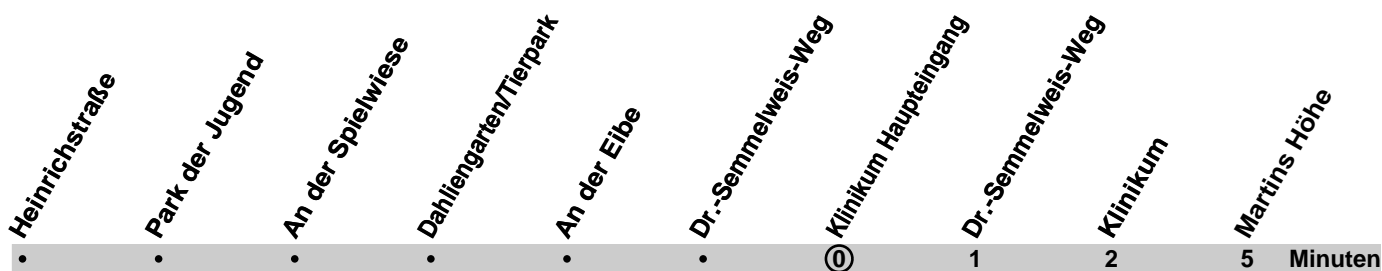 Heinrichstraße
Park der Jugend
An der Spielwiese
Dahliengarten/Tierpark
An der Eibe
Dr.-Semmelweis-Weg
Klinikum Haupteingang
Dr.-Semmelweis-Weg
Klinikum
Martins Höhe
• • • • • • 0 1 2 5 Minuten